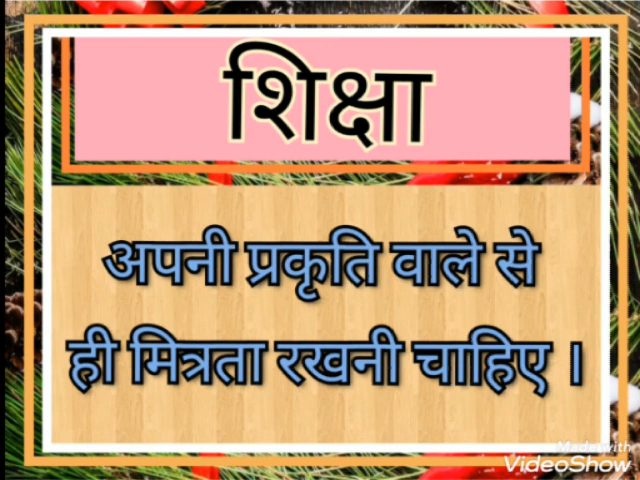 शिक्षा
अपनी प्रकृति वाले से
ही मित्रता रखनी चाहिए ।
Made with
VideoShow